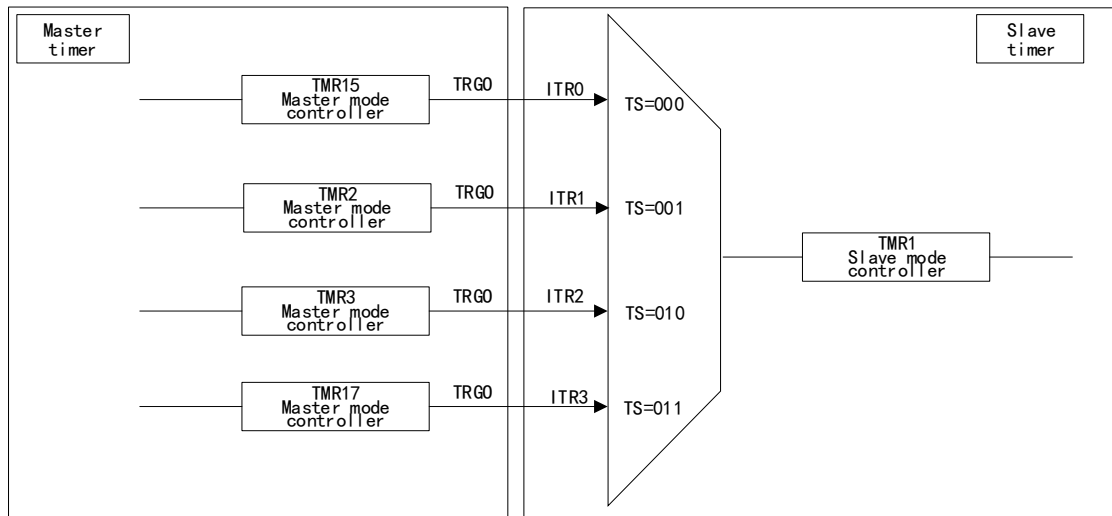 Master
timer
Slave
timer
TMR15
Master mode
controller
TRGO
ITR0
TS=000
TMR2
Master mode
controller
TRGO
ITR1
TS=001
TMR1
Slave mode
controller
TMR3
Master mode
controller
TRGO
ITR2
TS=010
TMR17
Master mode
controller
TRGO
ITR3
TS=011